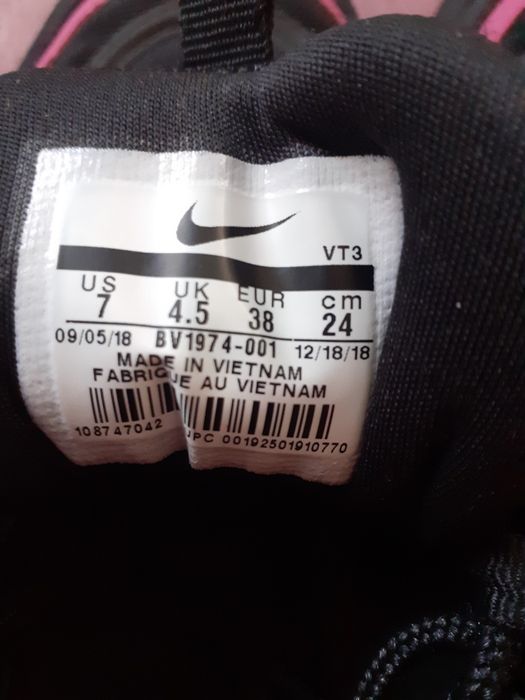 VT3
US UK EUR cm
7 4.5 38 24
09/05/18 BV1974-001 12/18/18
MADE IN VIETNAM
FABRIQUE AU VIETNAM
108747042 UPC 00192501910770